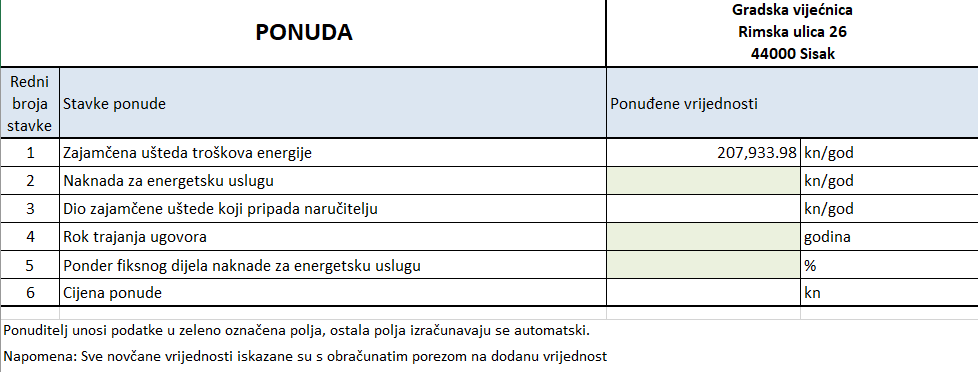 PONUDA
Gradska vijećnica
Rimska ulica 26
44000 Sisak
Redni
broja
stavke
Stavke ponude
Ponuđene vrijednosti
1 Zajamčena ušteda troškova energije 207,933.98 kn/god
2 Naknada za energetsku uslugu kn/god
3 Dio zajamčene uštede koji pripada naručitelju kn/god
4 Rok trajanja ugovora godina
5 Ponder fiksnog dijela naknade za energetsku uslugu %
6 Cijena ponude kn
Ponuditelj unosi podatke u zeleno označena polja, ostala polja izračunavaju se automatski.
Napomena: Sve novčane vrijednosti iskazane su s obračunatim porezom na dodanu vrijednost